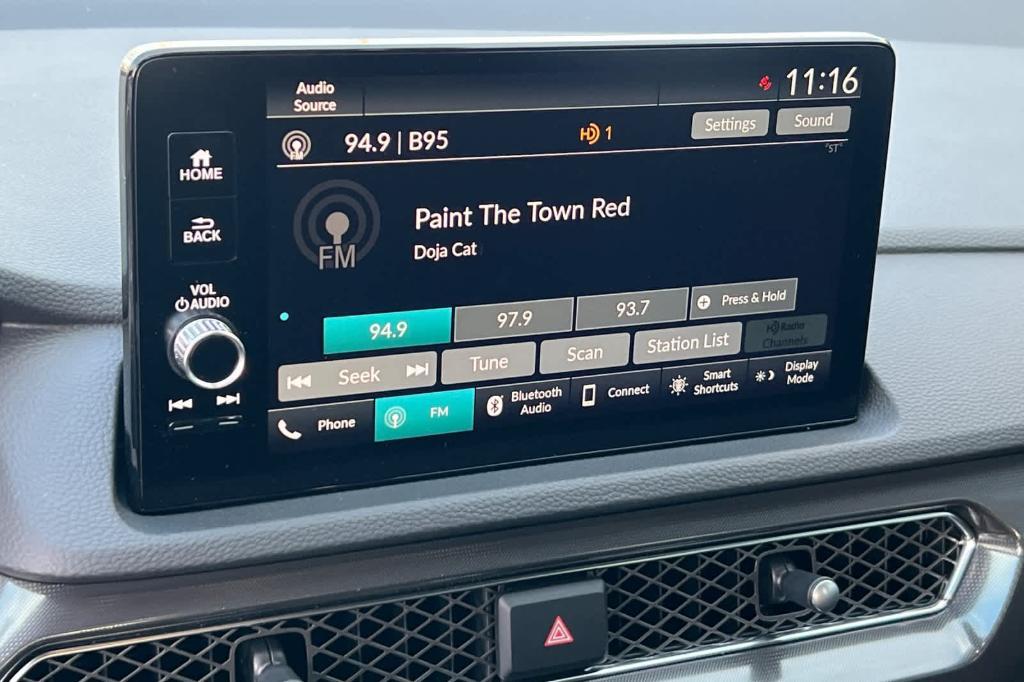 Audio
Source
11:16
FM
94.9 | B95
HD 1
Settings
Sound
ST
HOME
BACK
VOL
AUDIO
FM
Paint The Town Red
Doja Cat
94.9
97.9
93.7
Press & Hold
Seek
Tune
Scan
Station List
HD Radio
Channels
Phone
FM
Bluetooth
Audio
Connect
Smart
Shortcuts
Display
Mode